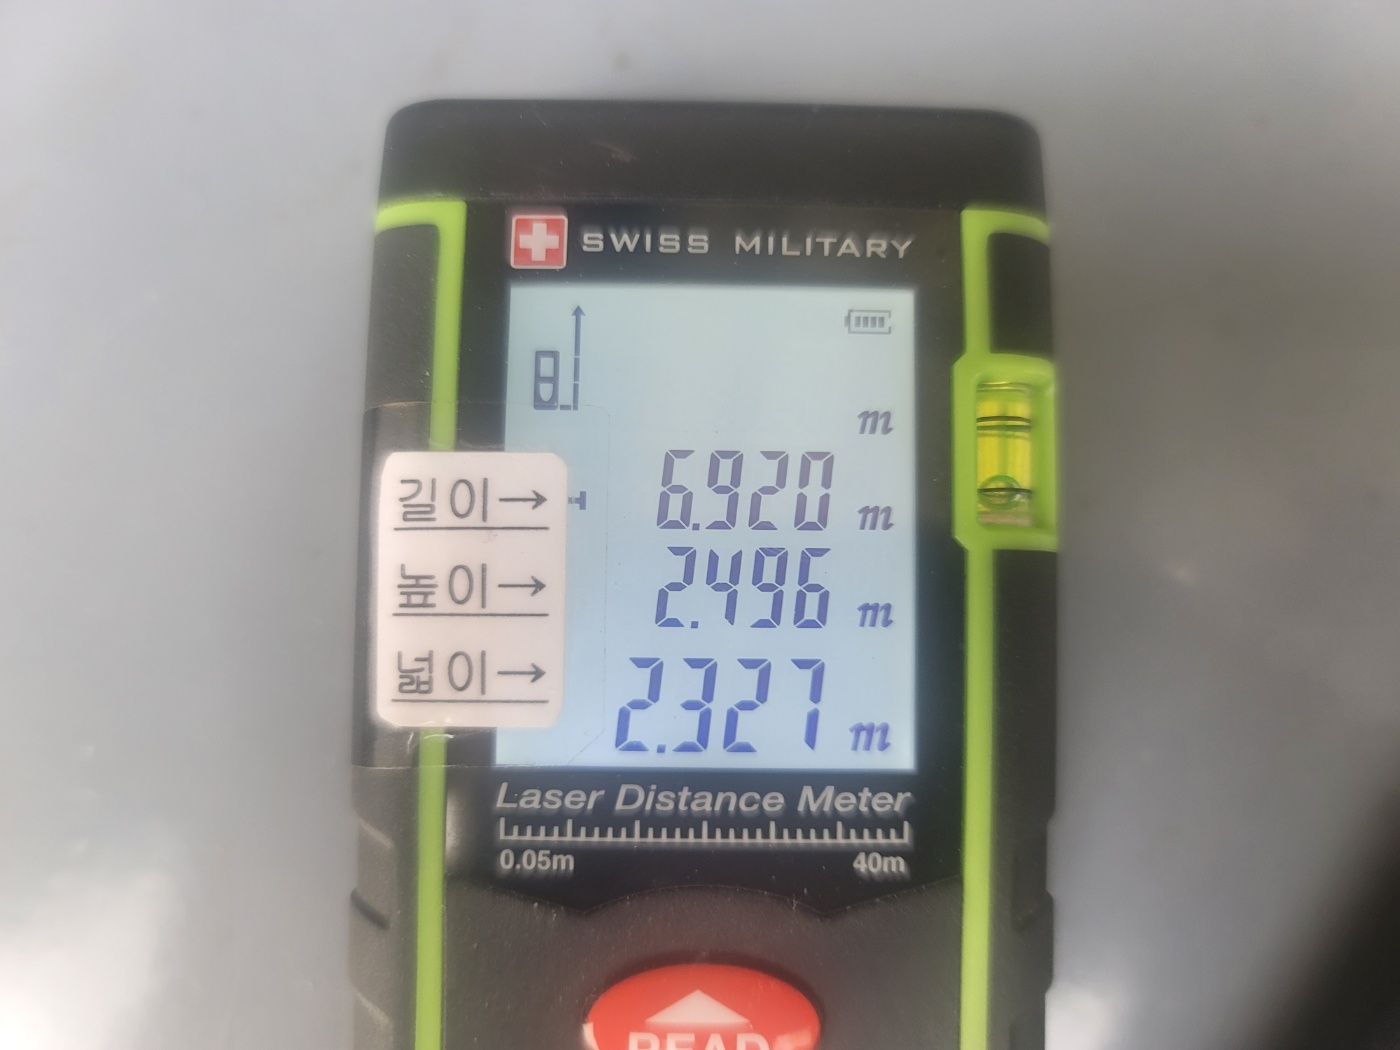 SWISS MILITARY
m
길이→ 6.920 m
높이→ 2.496 m
넓이→ 2.327 m
Laser Distance Meter
0.05m 40m
READ